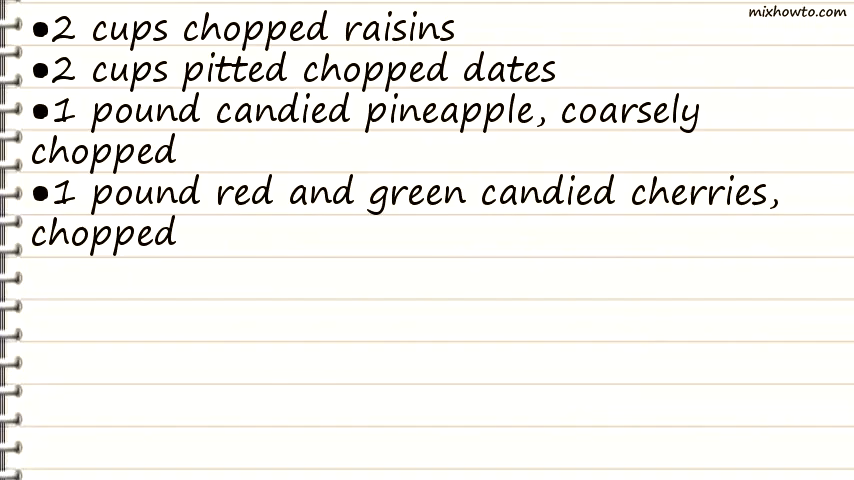 mixhowto.com
•2 cups chopped raisins
•2 cups pitted chopped dates
•1 pound candied pineapple, coarsely
chopped
•1 pound red and green candied cherries,
chopped